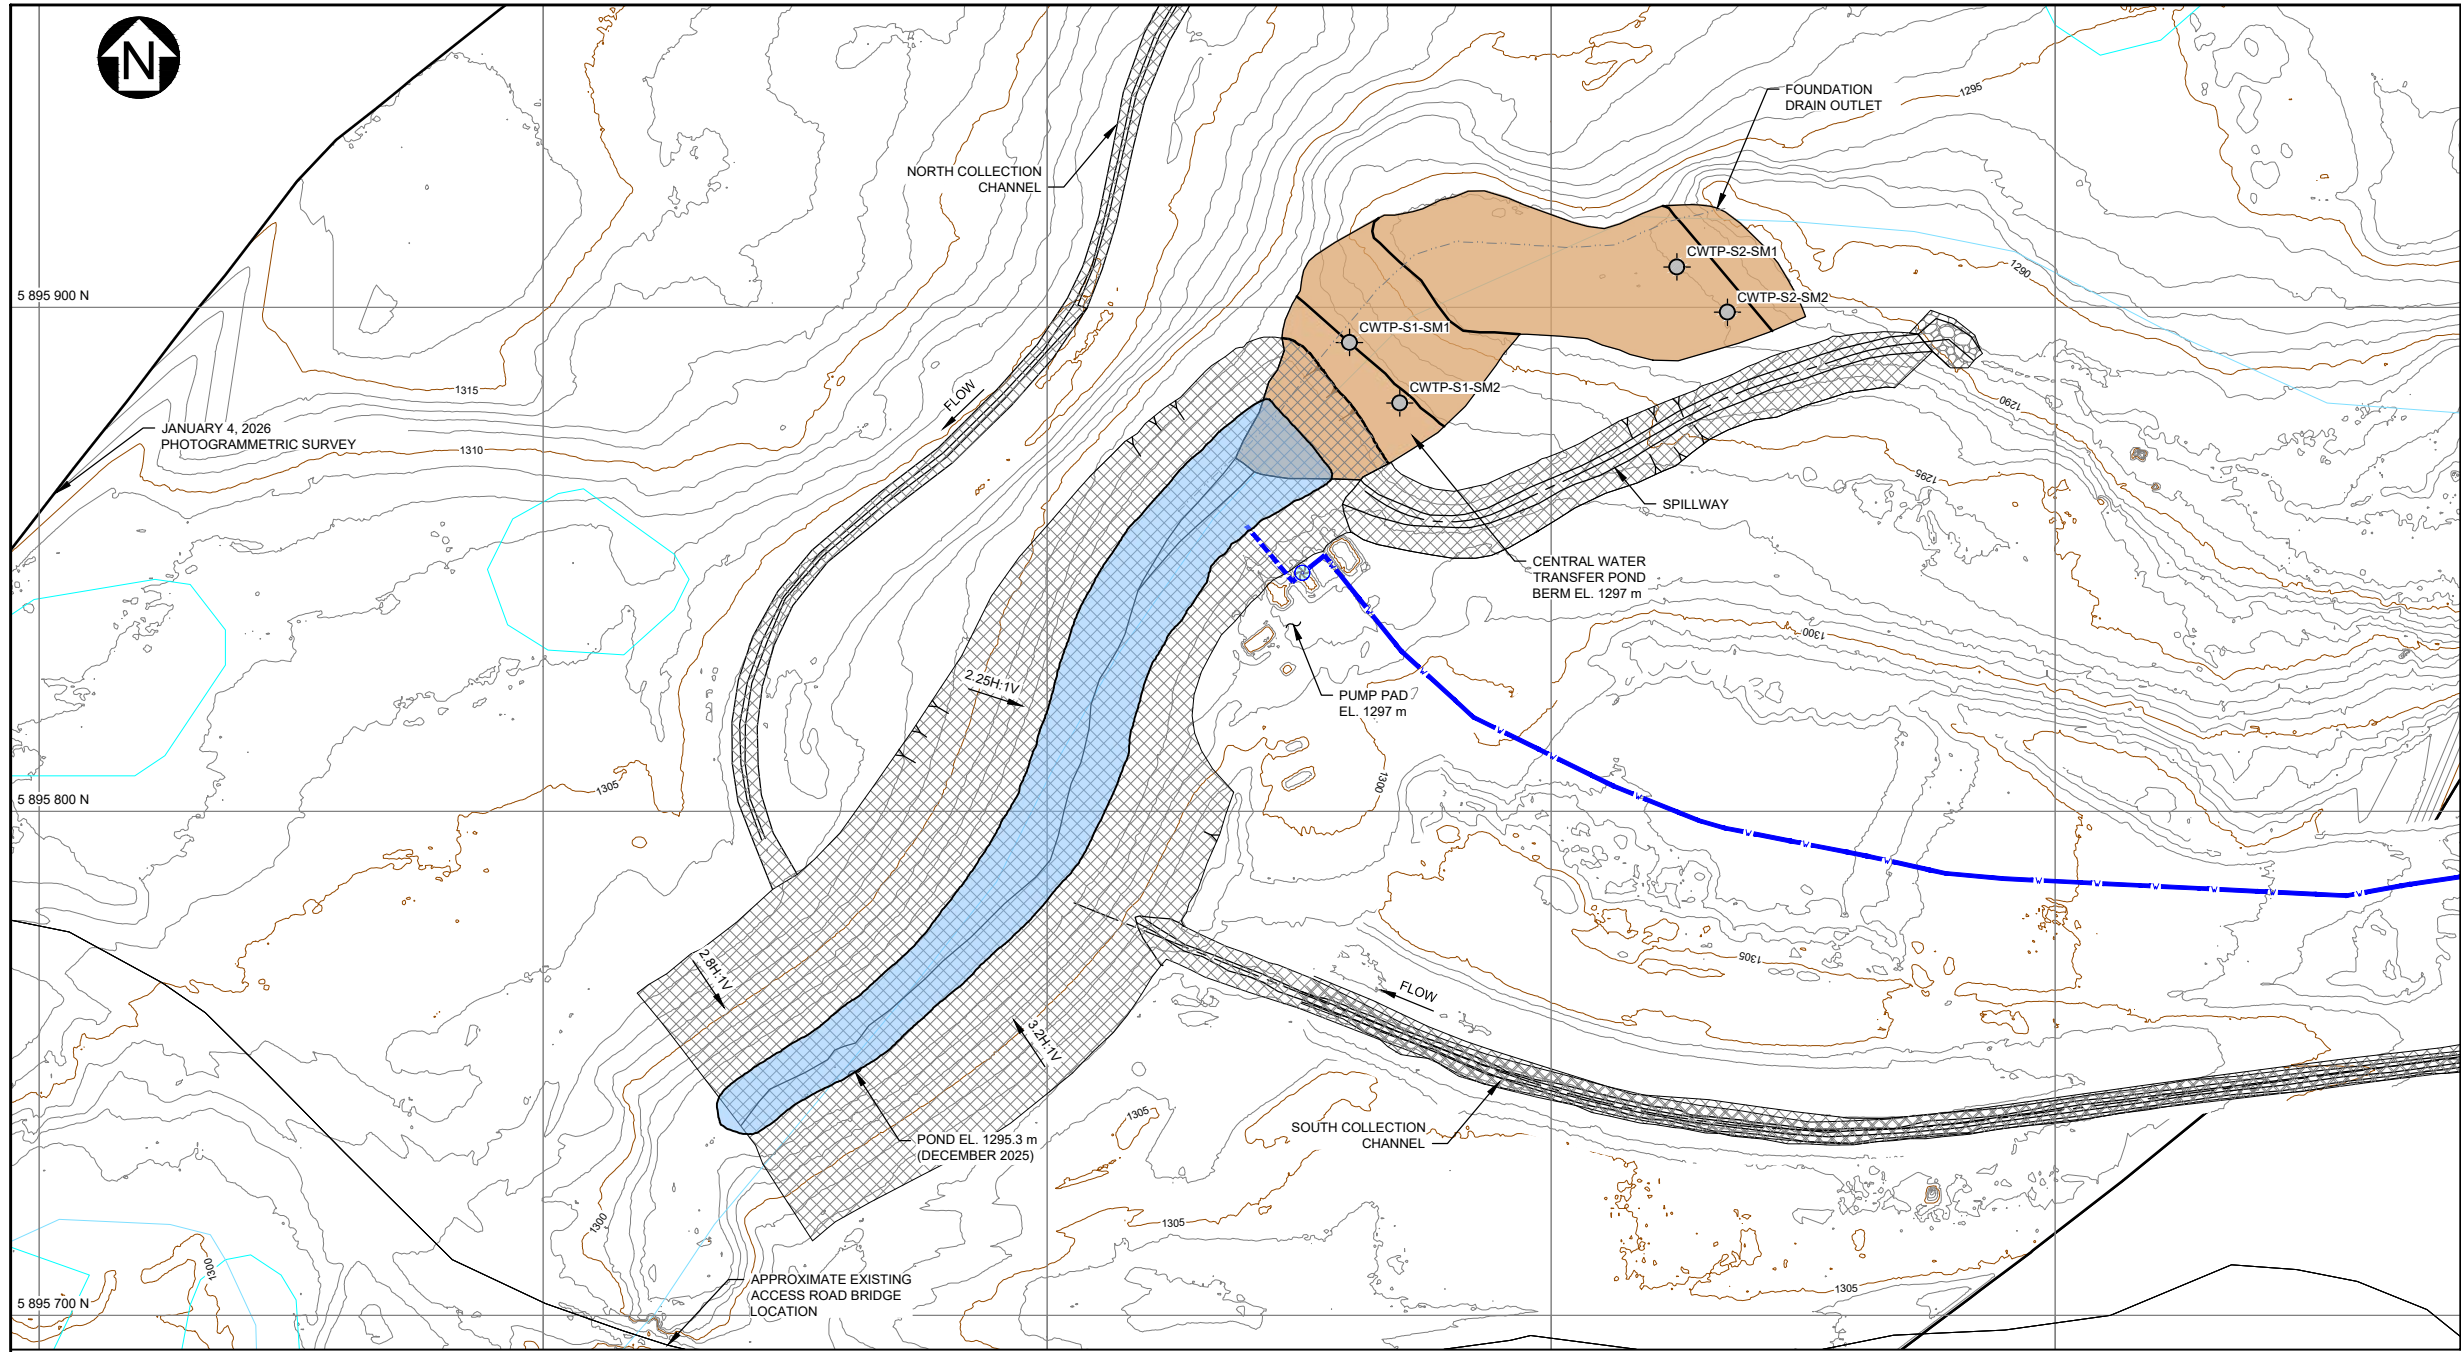 N
FOUNDATION
DRAIN OUTLET
1295
NORTH COLLECTION
CHANNEL
CWTP-S2-SM1
1290
5 895 900 N
CWTP-S2-SM2
CWTP-S1-SM1
FLOW
1315
CWTP-S1-SM2
1290
JANUARY 4, 2026
PHOTOGRAMMETRIC SURVEY
1310
1295
SPILLWAY
CENTRAL WATER
TRANSFER POND
BERM EL. 1297 m
1300
2.25H:1V
PUMP PAD
EL. 1297 m
1300
1305
5 895 800 N
W W W W W W W W W W W W W W
2.8H:1V
1305
FLOW
3.2H:1V
1305
SOUTH COLLECTION
CHANNEL
POND EL. 1295.3 m
(DECEMBER 2025)
1300
1305
1300
APPROXIMATE EXISTING
ACCESS ROAD BRIDGE
LOCATION
1305
5 895 700 N